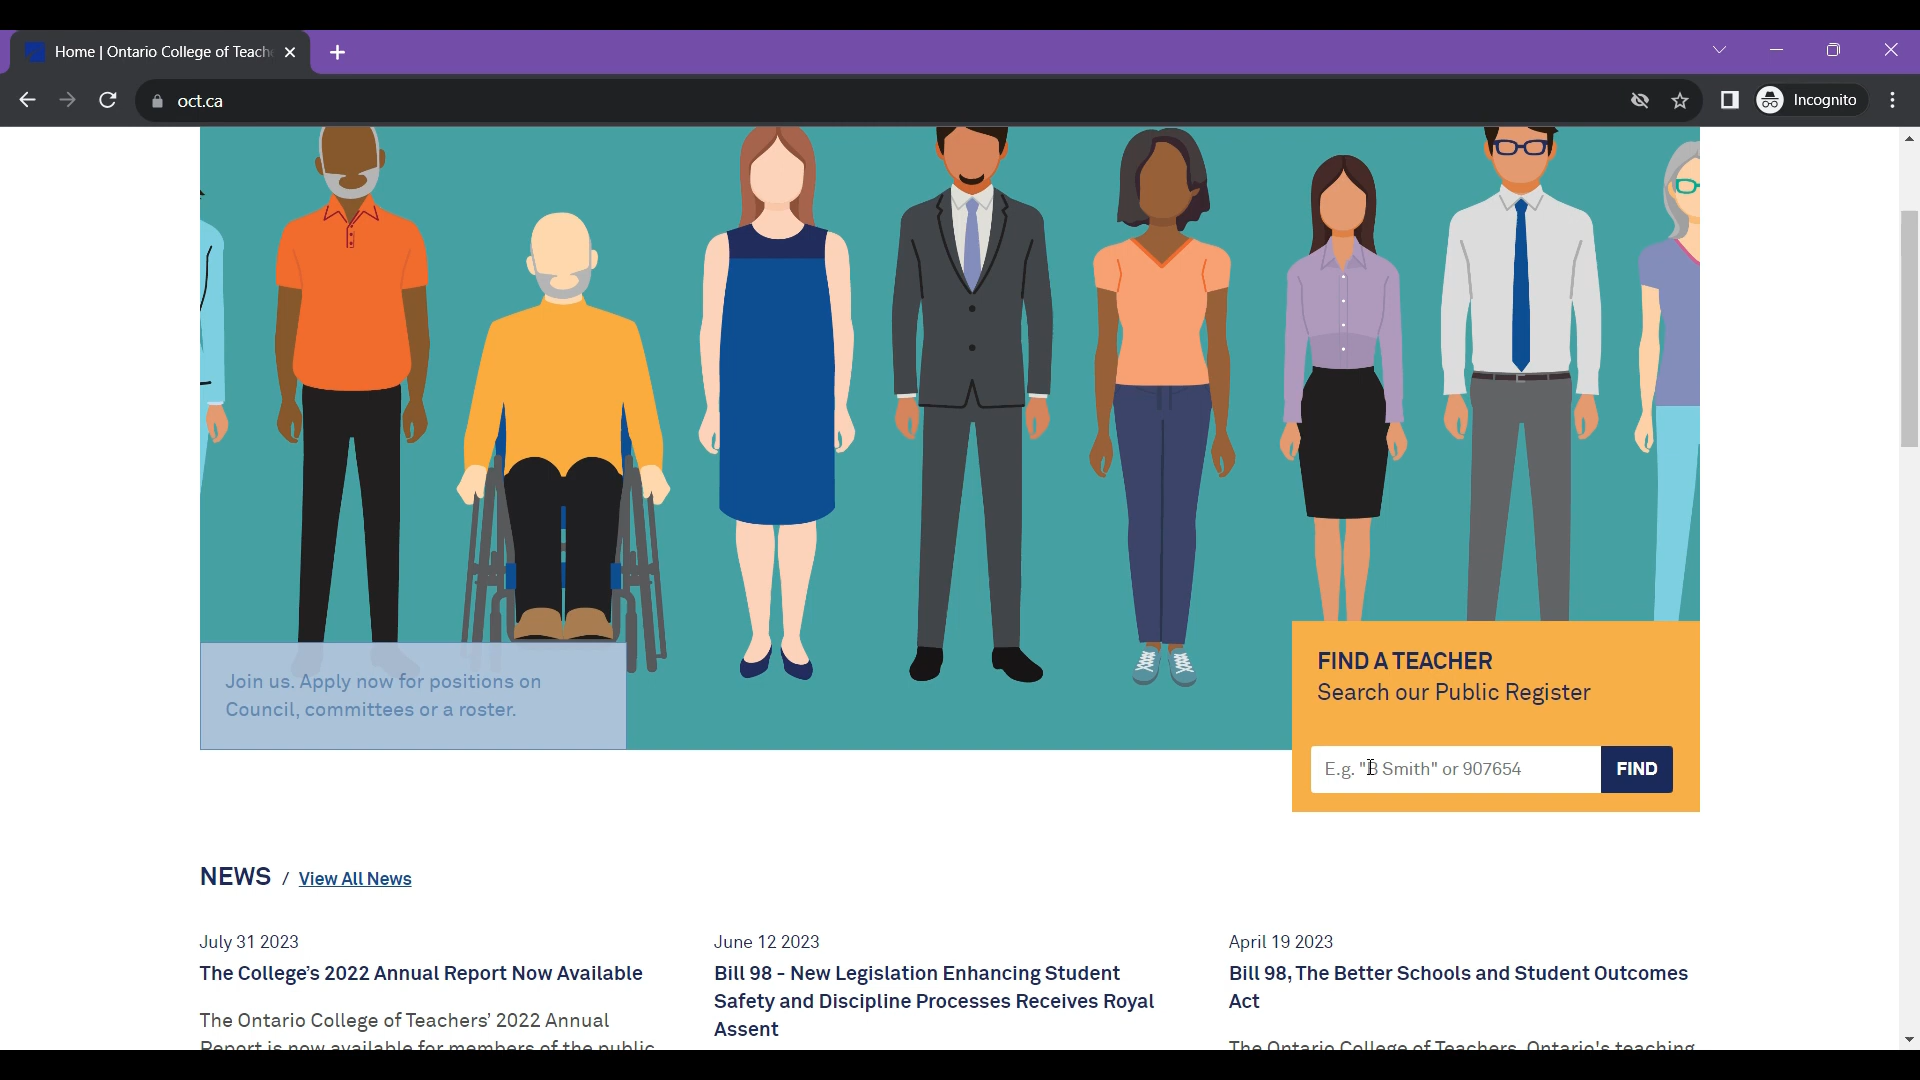 Home | Ontario College of Teach
oct.ca
Incognito
Join us. Apply now for positions on
Council, committees or a roster.
FIND A TEACHER
Search our Public Register
E.g. "B Smith" or 907654
FIND
NEWS / View All News
July 31 2023
The College's 2022 Annual Report Now Available
The Ontario College of Teachers' 2022 Annual
Report is now available for members of the public
June 12 2023
Bill 98 - New Legislation Enhancing Student
Safety and Discipline Processes Receives Royal
Assent
April 19 2023
Bill 98, The Better Schools and Student Outcomes
Act
The Ontario College of Teachers, Ontario's teaching